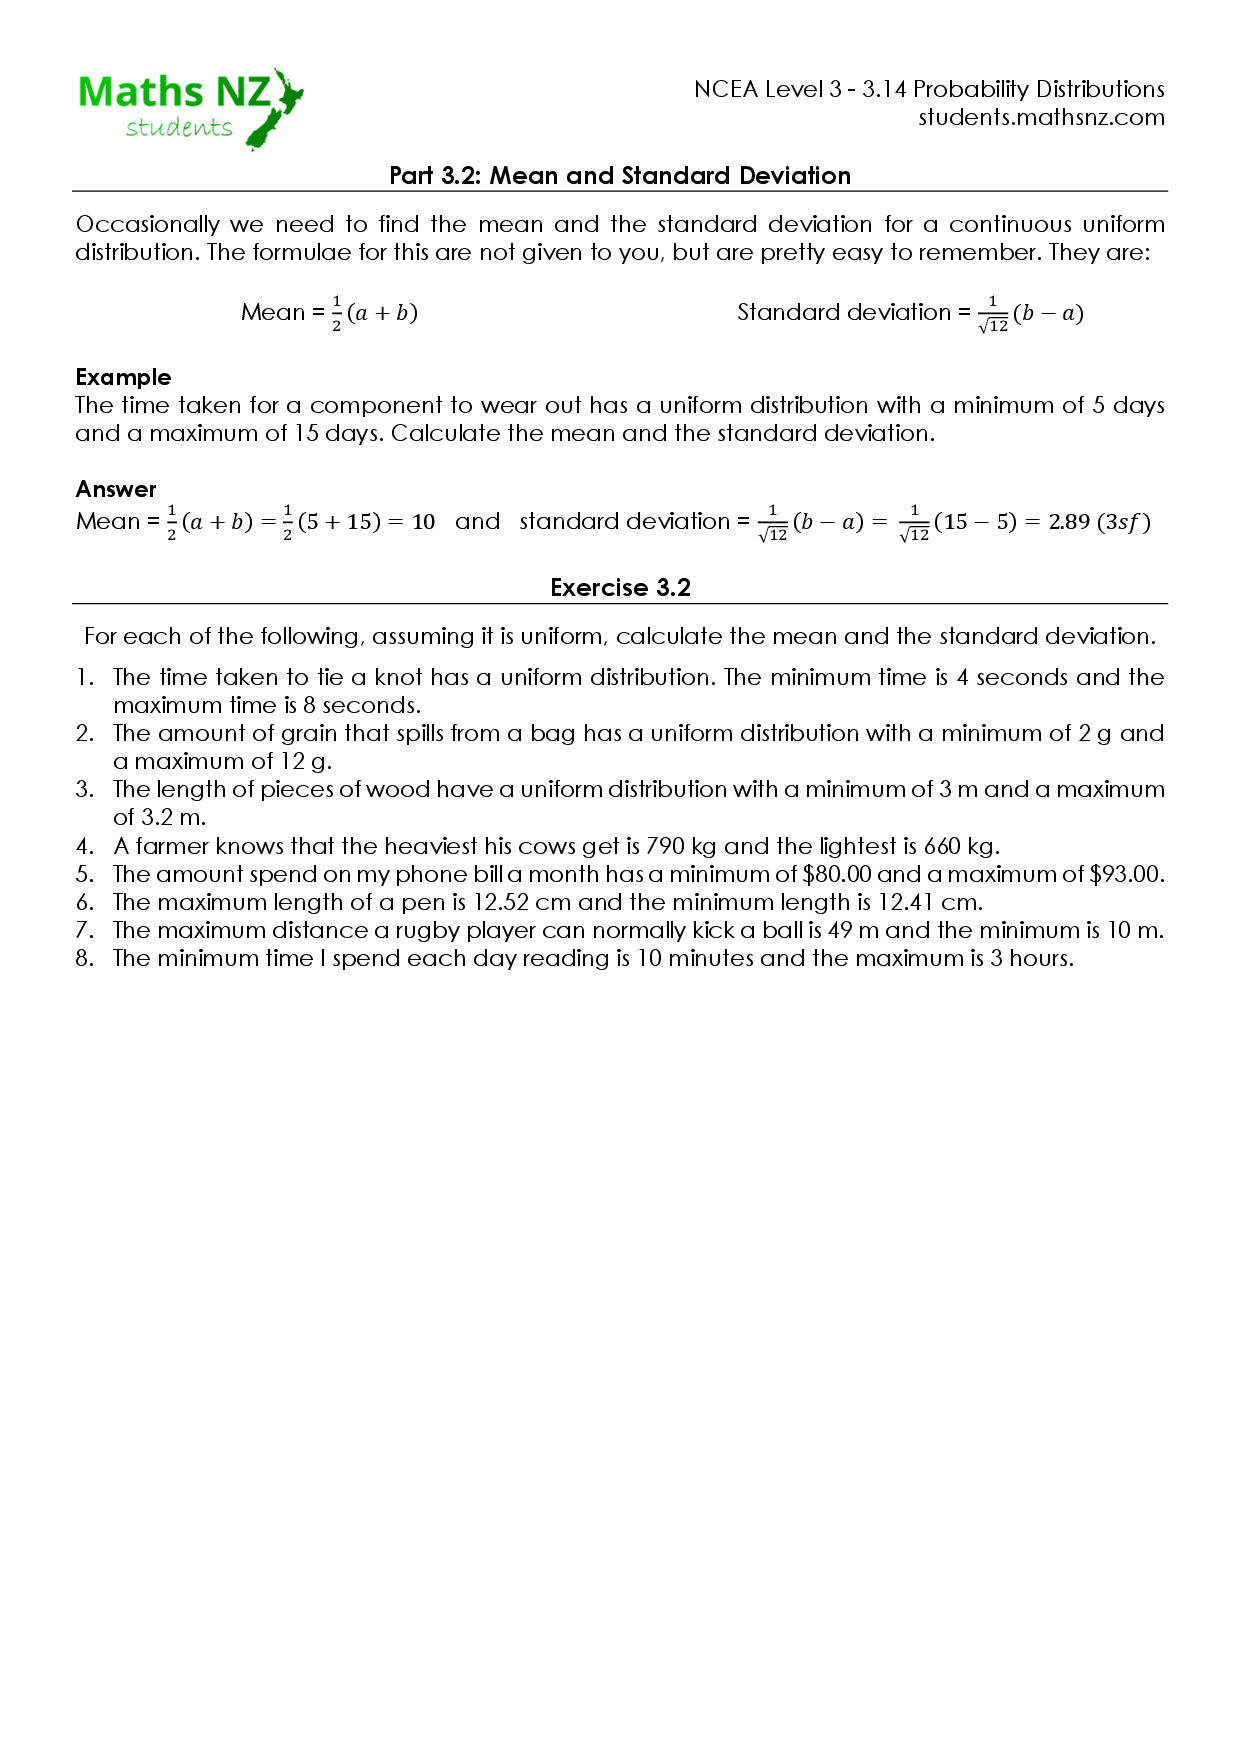 Maths NZ
students
NCEA Level 3 - 3.14 Probability Distributions
students.mathsnz.com
Part 3.2: Mean and Standard Deviation
Occasionally we need to find the mean and the standard deviation for a continuous uniform
distribution. The formulae for this are not given to you, but are pretty easy to remember. They are:
Mean = 1/2 (a + b) Standard deviation = 1/√12 (b − a)
Example
The time taken for a component to wear out has a uniform distribution with a minimum of 5 days
and a maximum of 15 days. Calculate the mean and the standard deviation.
Answer
Mean = 1/2 (a + b) = 1/2 (5 + 15) = 10 and standard deviation = 1/√12 (b − a) = 1/√12 (15 − 5) = 2.89 (3sf)
Exercise 3.2
For each of the following, assuming it is uniform, calculate the mean and the standard deviation.
1. The time taken to tie a knot has a uniform distribution. The minimum time is 4 seconds and the
maximum time is 8 seconds.
2. The amount of grain that spills from a bag has a uniform distribution with a minimum of 2 g and
a maximum of 12 g.
3. The length of pieces of wood have a uniform distribution with a minimum of 3 m and a maximum
of 3.2 m.
4. A farmer knows that the heaviest his cows get is 790 kg and the lightest is 660 kg.
5. The amount spend on my phone bill a month has a minimum of $80.00 and a maximum of $93.00.
6. The maximum length of a pen is 12.52 cm and the minimum length is 12.41 cm.
7. The maximum distance a rugby player can normally kick a ball is 49 m and the minimum is 10 m.
8. The minimum time I spend each day reading is 10 minutes and the maximum is 3 hours.